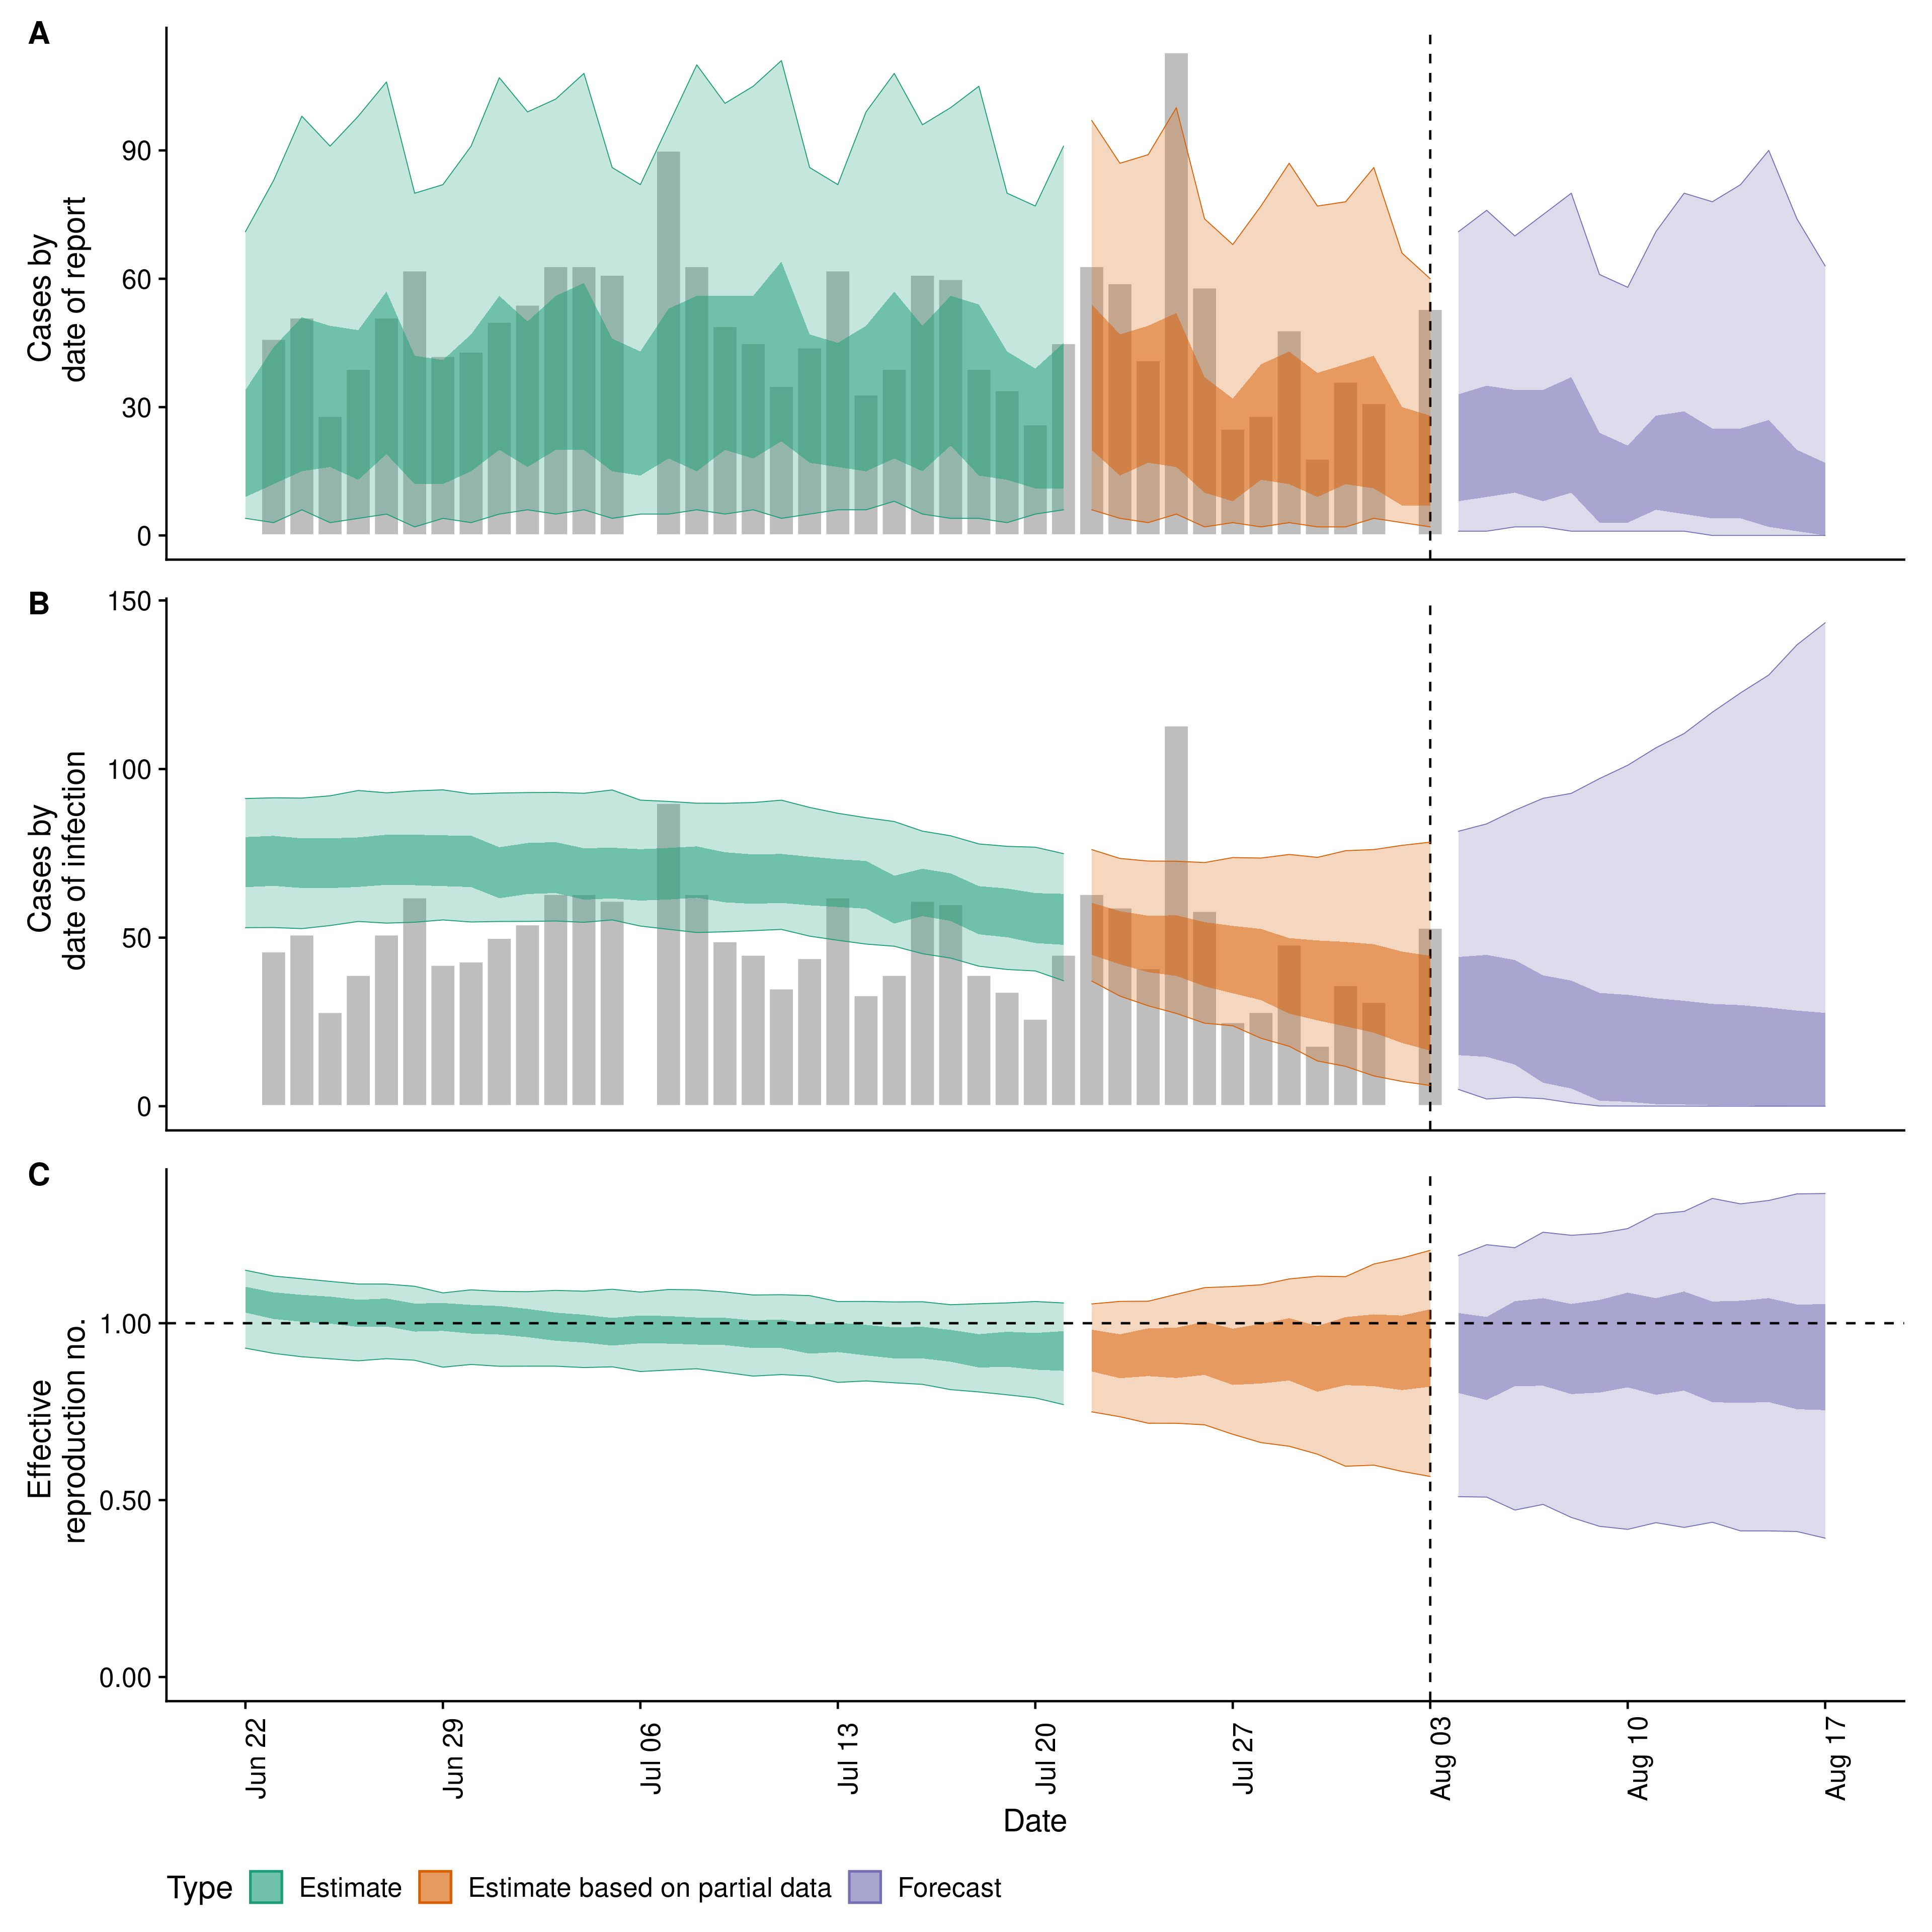 A
Cases by
date of report
90
60
30
0
B
Cases by
date of infection
150
100
50
0
C
Effective
reproduction no.
1.00
0.50
0.00
Jun 22
Jun 29
Jul 06
Jul 13
Jul 20
Jul 27
Aug 03
Aug 10
Aug 17
Date
Type Estimate Estimate based on partial data Forecast